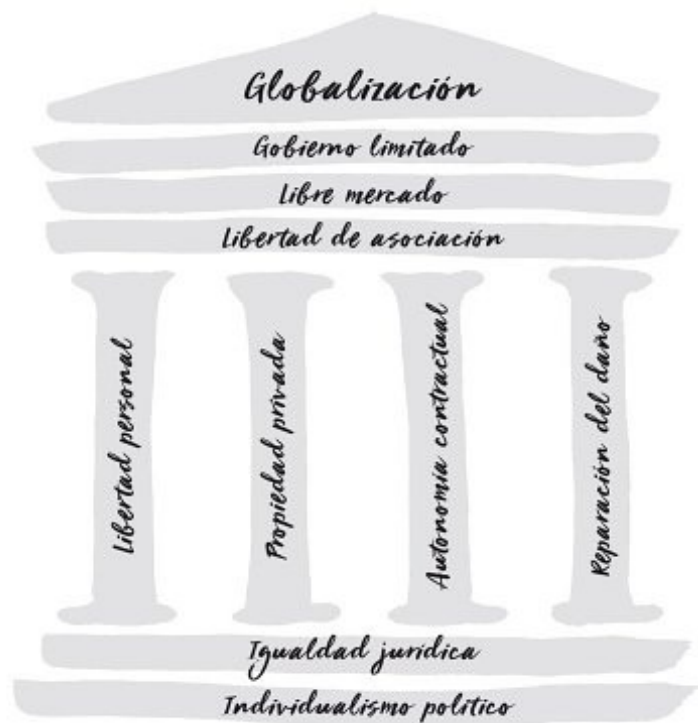 Globalización
Gobierno limitado
Libre mercado
Libertad de asociación
Libertad personal
Propiedad privada
Autonomía contractual
Reparación del daño
Igualdad jurídica
Individualismo político